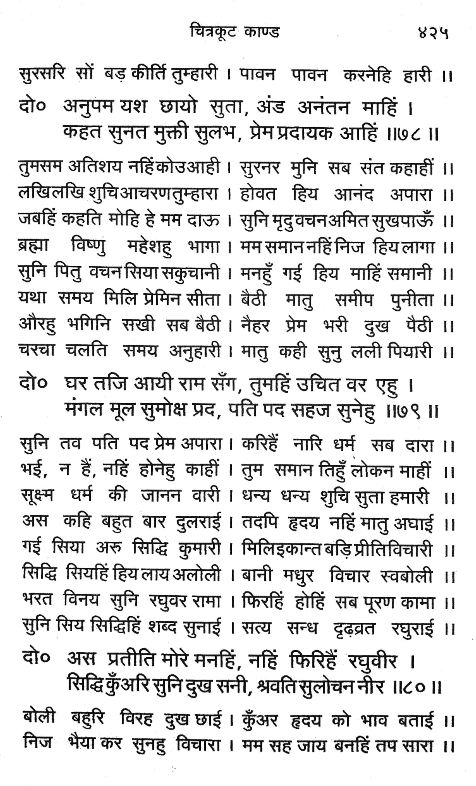 चित्रकूट काण्ड ४२५
सुरसरि सों बड़ कीर्ति तुम्हारी । पावन पावन करनेहि हारी ।।
दो० अनुपम यश छायो सुता, अंड अनंतन माहिं ।
कहत सुनत मुक्ती सुलभ, प्रेम प्रदायक आहिं ।।७८।।
तुमसम अतिशय नहिं कोउ आही । सुरनर मुनि सब संत कहाहीं ।।
लखि लखि शुचि आचरण तुम्हारा । होवत हिय आनंद अपारा ।।
जबहिं कहति मोहि हे मम दाऊ । सुनि मृदु वचन अमित सुख पाऊँ ।।
ब्रह्मा विष्णु महेशहु भागा । मम समान नहिं निज हिय लागा ।।
सुनि पितु वचन सिया सकुचानी । मनहुँ गई हिय माहिं समानी ।।
यथा समय मिलि प्रेमिन सीता । बैठी मातु समीप पुनीता ।।
औरहु भगिनि सखी सब बैठी । नैहर प्रेम भरी दुख पैठी ।।
चरचा चलति समय अनुहारी । मातु कही सुनु लली पियारी ।।
दो० घर तजि आयी राम सँग, तुमहिं उचित वर एहु ।
मंगल मूल सुमोक्ष प्रद, पति पद सहज सुनेहु ।।७९।।
सुनि तव पति पद प्रेम अपारा । करिहैं नारि धर्म सब दारा ।।
भई, न हैं, नहिं होनेहु काहीं । तुम समान तिहुँ लोकन माहीं ।।
सूक्ष्म धर्म की जानन वारी । धन्य धन्य शुचि सुता हमारी ।।
अस कहि बहुत बार दुलराई । तदपि हृदय नहिं मातु अघाई ।।
गई सिया अरु सिद्धि कुमारी । मिलि इकान्त बड़ि प्रीति विचारी ।।
सिद्धि सियहिं हिय लाय अलोली । बानी मधुर विचार स्वबोली ।।
भरत विनय सुनि रघुवर रामा । फिरहिं होहिं सब पूरण कामा ।।
सुनि सिय सिद्धिहिं शब्द सुनाई । सत्य सन्ध दृढ़व्रत रघुराई ।।
दो० अस प्रतीति मोरे मनहिं, नहिं फिरिहैं रघुवीर ।
सिद्धि कुँअरि सुनि दुख सनी, श्रवति सुलोचन नीर ।।८०।।
बोली बहुरि विरह दुख छाई । कुँअर हृदय को भाव बताई ।।
निज भैया कर सुनहु विचारा । मम सह जाय बनहिं तप सारा ।।